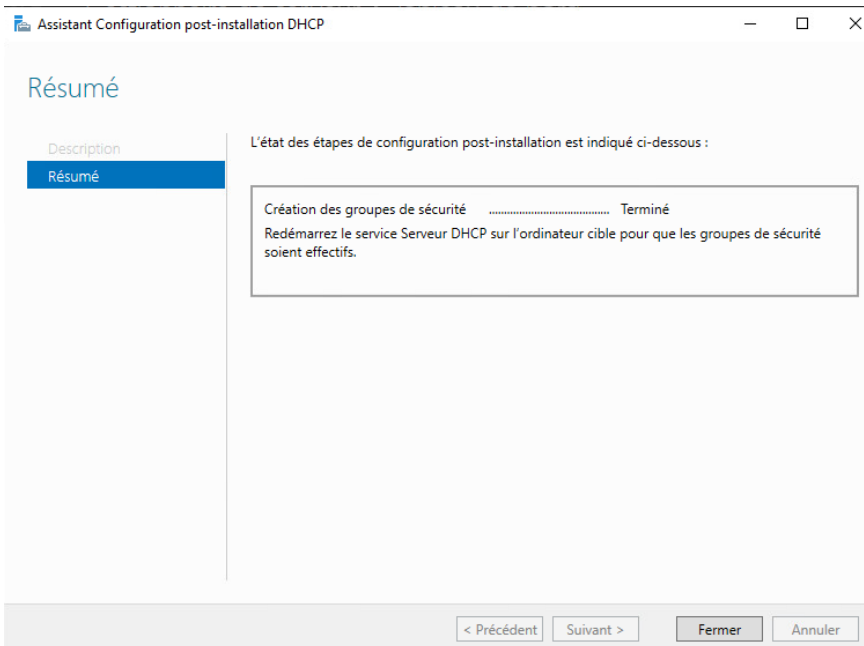 Assistant Configuration post-installation DHCP
Résumé
Description
Résumé
L'état des étapes de configuration post-installation est indiqué ci-dessous :
Création des groupes de sécurité ........................................ Terminé
Redémarrez le service Serveur DHCP sur l'ordinateur cible pour que les groupes de sécurité
soient effectifs.
< Précédent
Suivant >
Fermer
Annuler